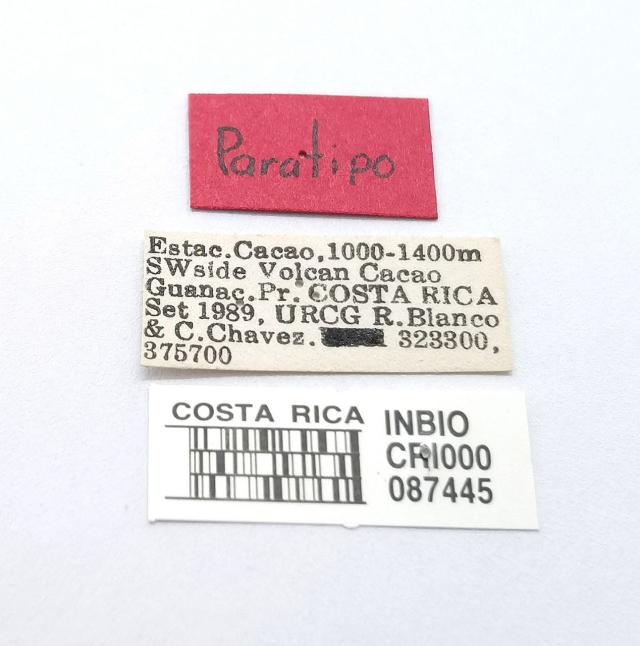 Paratipo
Estac.Cacao,1000-1400m
SWside Volcan Cacao
Guanac.Pr. COSTA RICA
Set 1989, URCG R.Blanco
& C.Chavez. 323300,
375700
COSTA RICA
INBIO
CRI000
087445